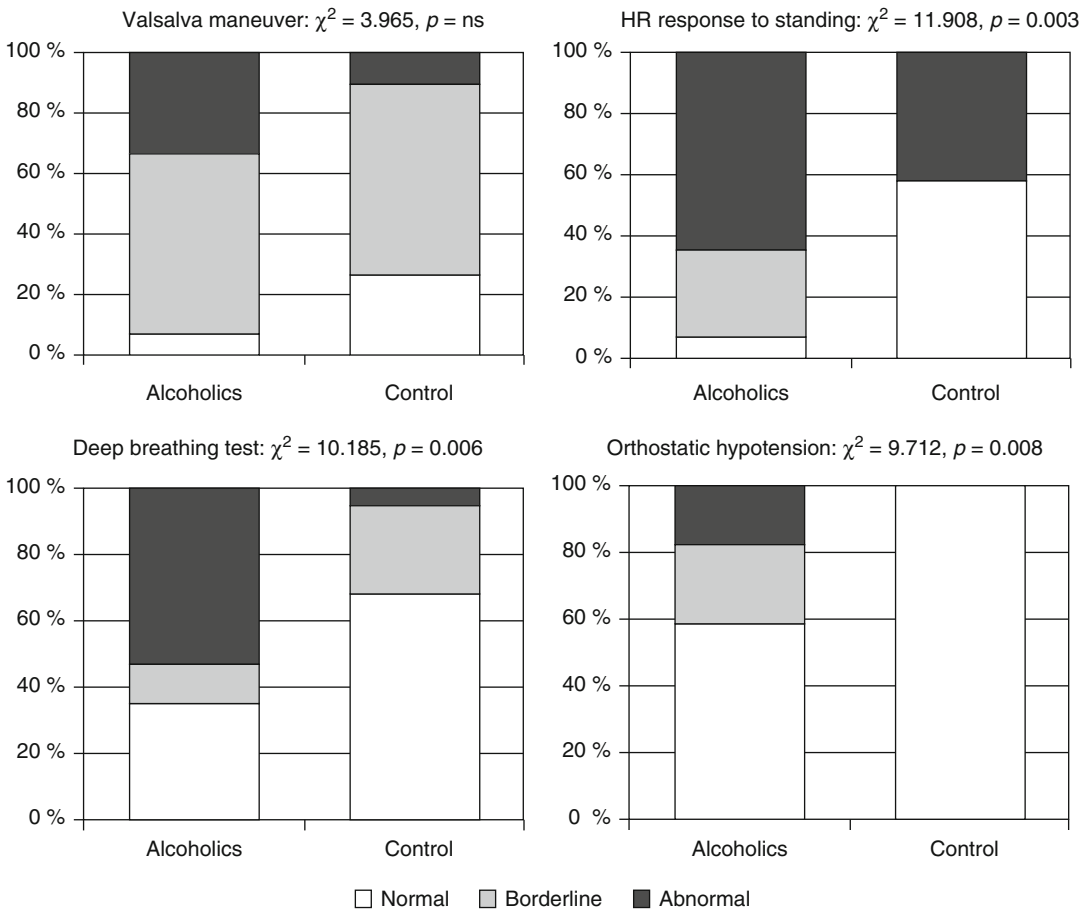 Valsalva maneuver: χ² = 3.965, p = ns
100 %
80 %
60 %
40 %
20 %
0 %
Alcoholics Control
HR response to standing: χ² = 11.908, p = 0.003
100 %
80 %
60 %
40 %
20 %
0 %
Alcoholics Control
Deep breathing test: χ² = 10.185, p = 0.006
100 %
80 %
60 %
40 %
20 %
0 %
Alcoholics Control
Orthostatic hypotension: χ² = 9.712, p = 0.008
100 %
80 %
60 %
40 %
20 %
0 %
Alcoholics Control
Normal Borderline Abnormal